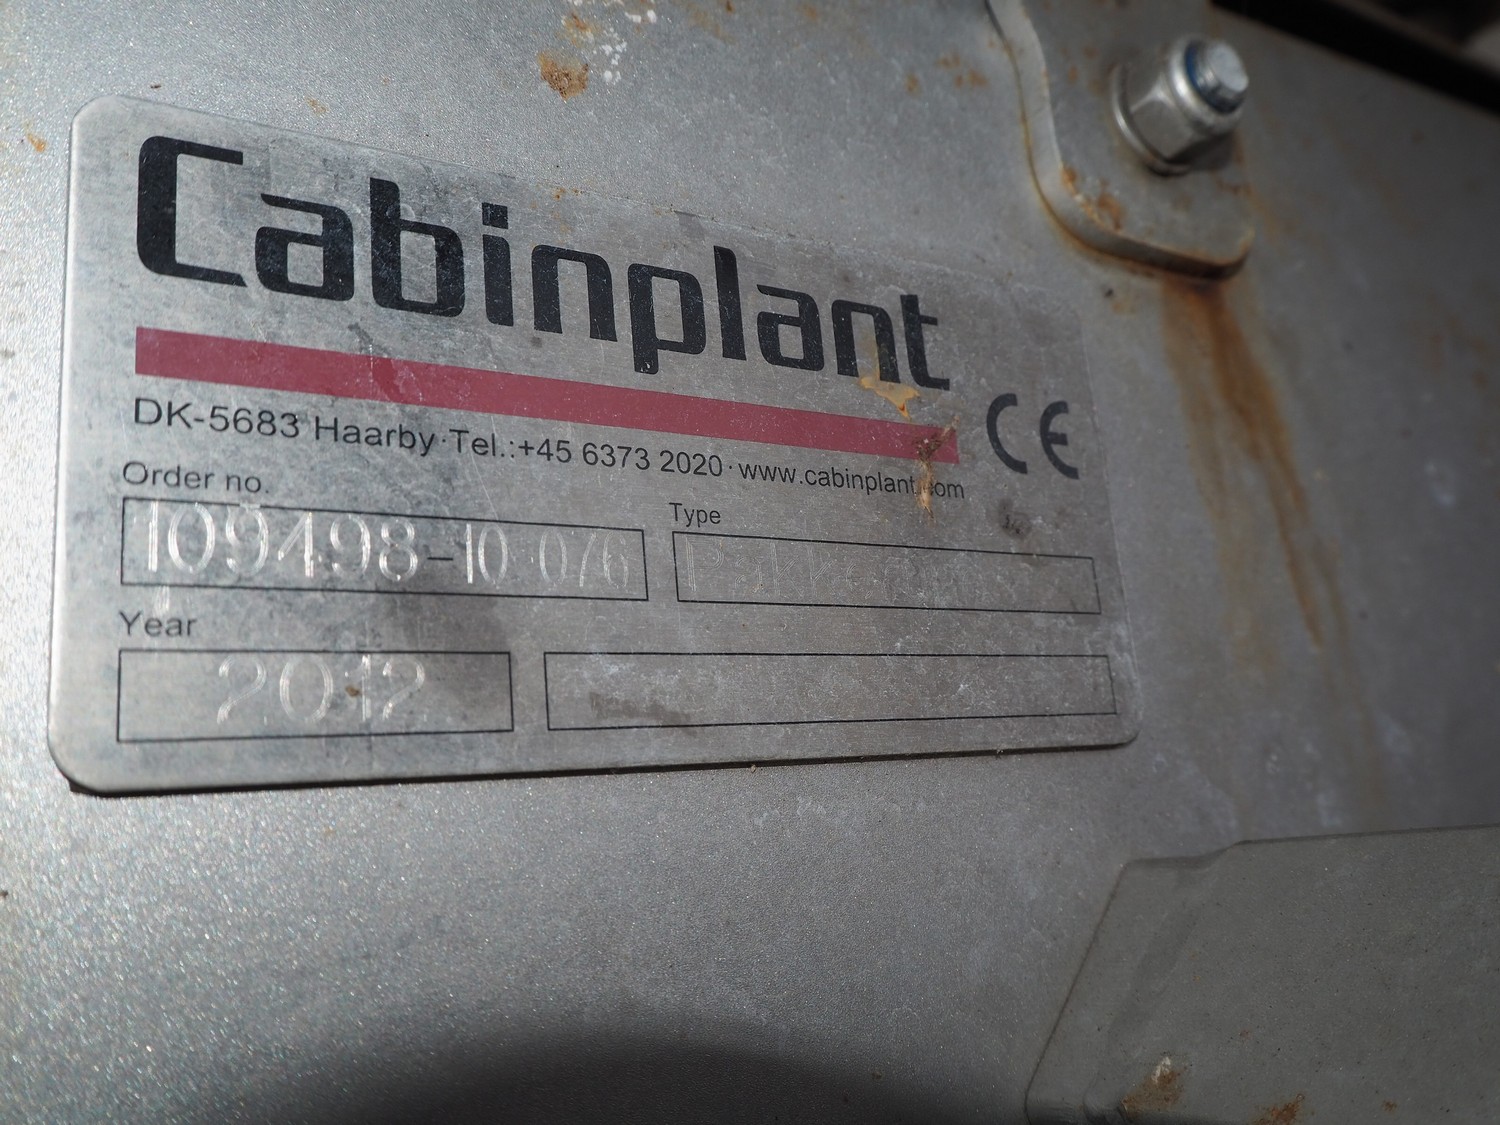 Cabinplant
DK-5683 Haarby·Tel.:+45 6373 2020·www.cabinplant.com
CE
Order no.
109498-10-076
Type
Year
2012